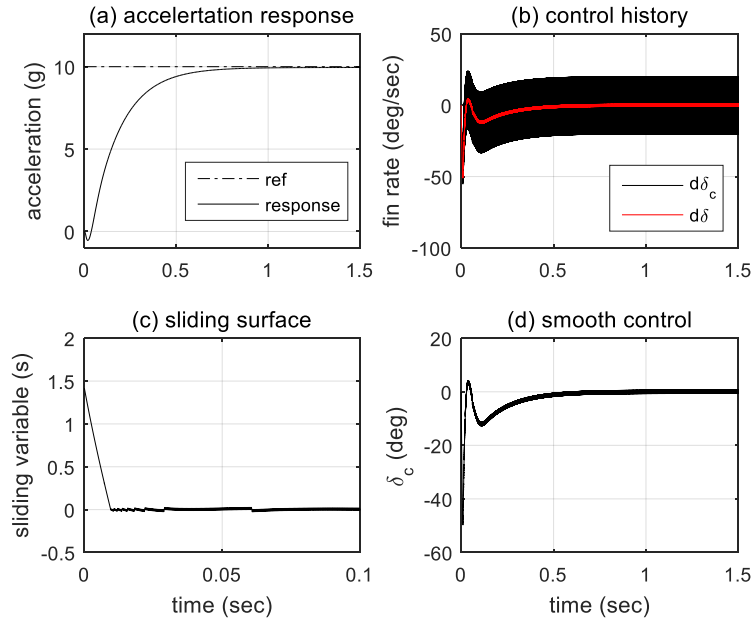 (a) accelertation response
acceleration (g)
10
5
0
ref
response
0
0.5
1
1.5
(b) control history
fin rate (deg/sec)
50
0
-50
-100
dδc
dδ
0
0.5
1
1.5
(c) sliding surface
sliding variable (s)
2
1.5
1
0.5
0
-0.5
0
0.05
0.1
time (sec)
(d) smooth control
δc (deg)
20
0
-20
-40
-60
0
0.5
1
1.5
time (sec)